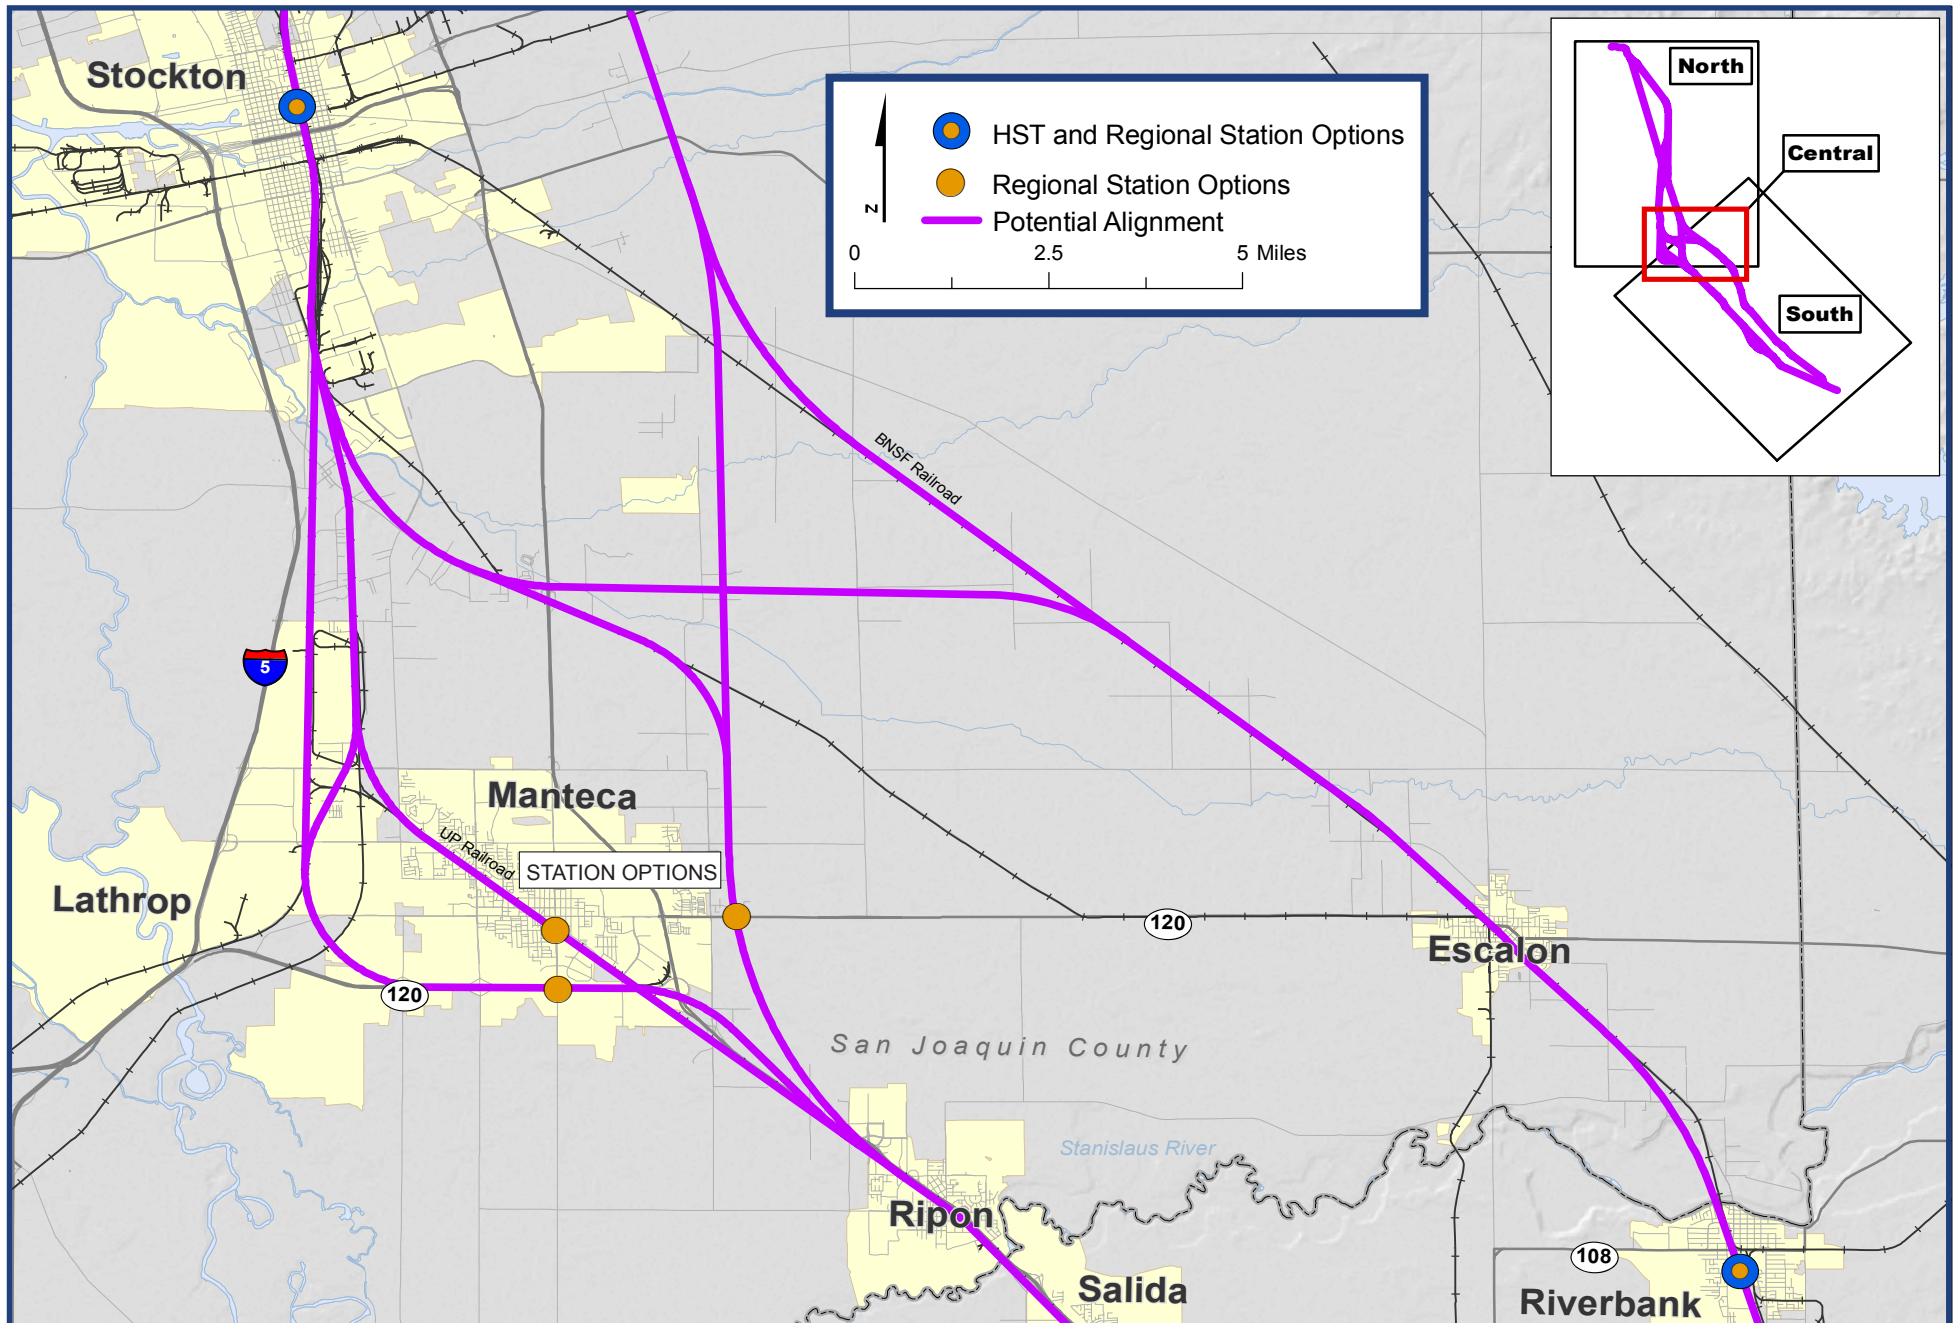 Stockton
HST and Regional Station Options
Regional Station Options
Potential Alignment
N
0 2.5 5 Miles
North
Central
South
BNSF Railroad
5
Manteca
UP Railroad
STATION OPTIONS
Lathrop
120
120
Escalon
San Joaquin County
Stanislaus River
Ripon
Salida
108
Riverbank